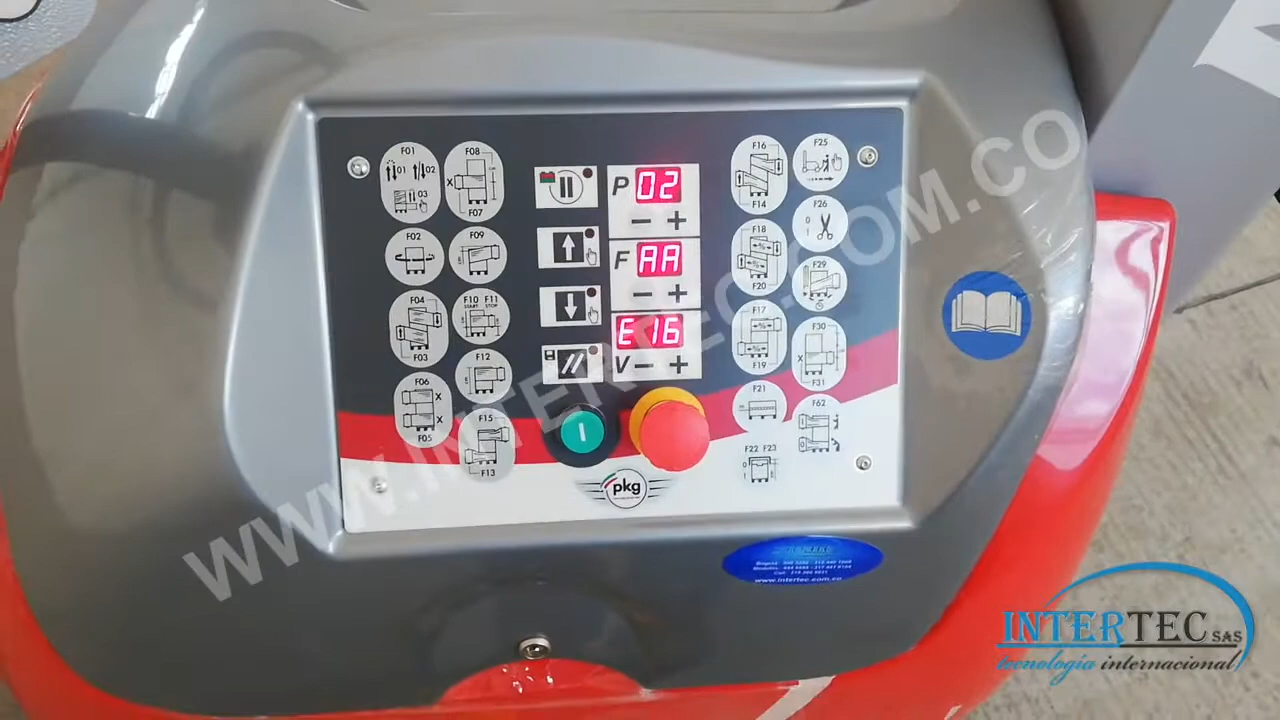 F01
01
02
03
F08
X
F07
F02
F09
F04
F03
F10 F11
START STOP
F12
F06
X
X
F05
F15
F13
P 02
− +
F AA
− +
E16
V − +
I
pkg
F16
F14
F25
F18
%
%
F20
F26
0
1
F29
F17
%
%
F19
F30
X
F31
F21
F62
F22 F23
0
1
www.intertec.com.co
WWW.INTERTEC.COM.CO
INTERTEC SAS
tecnología internacional